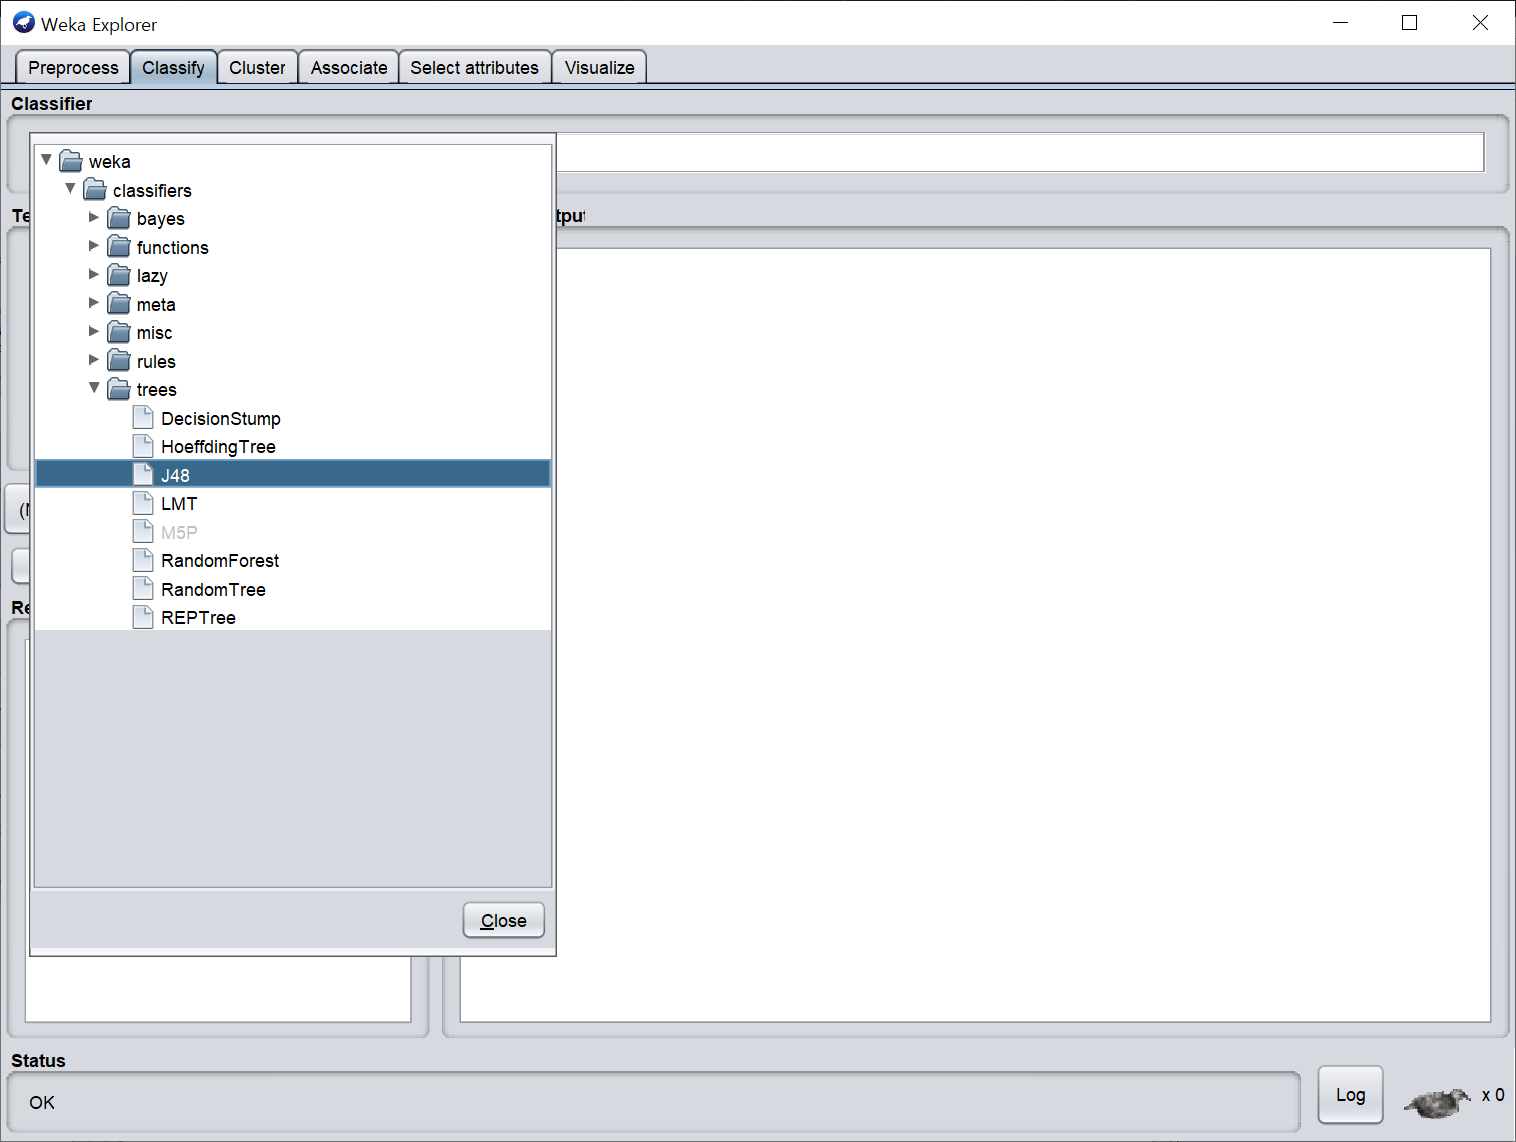 Weka Explorer
Preprocess Classify Cluster Associate Select attributes Visualize
Classifier
weka
classifiers
bayes
functions
lazy
meta
misc
rules
trees
DecisionStump
HoeffdingTree
J48
LMT
M5P
RandomForest
RandomTree
REPTree
Close
Status
OK
Log
x 0